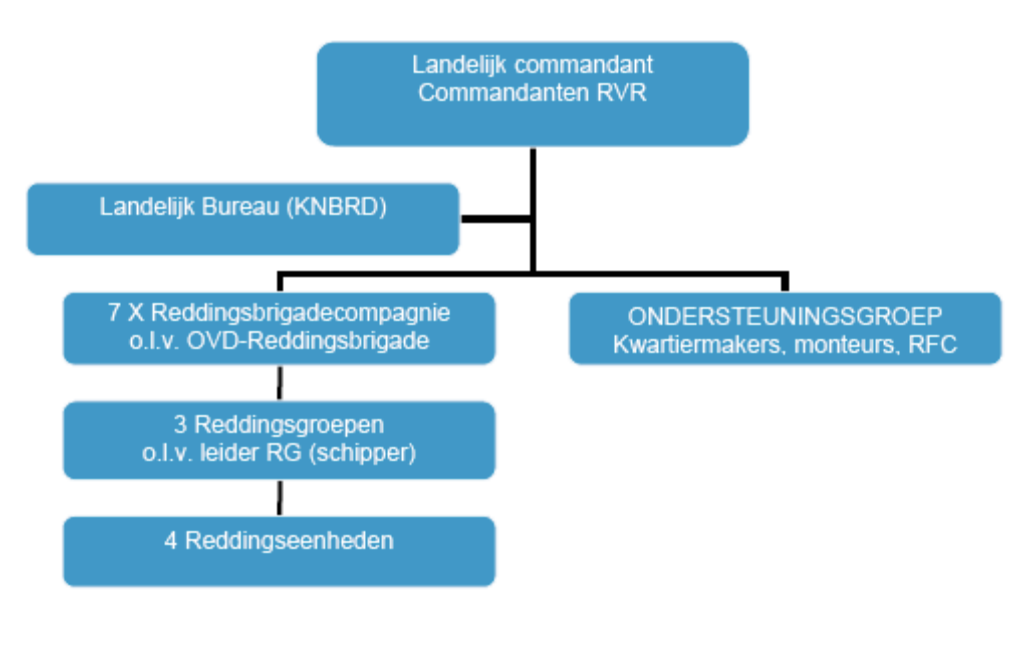 Landelijk commandant
Commandanten RVR
Landelijk Bureau (KNBRD)
7 X Reddingsbrigadecompagnie
o.l.v. OVD-Reddingsbrigade
ONDERSTEUNINGSGROEP
Kwartiermakers, monteurs, RFC
3 Reddingsgroepen
o.l.v. leider RG (schipper)
4 Reddingseenheden